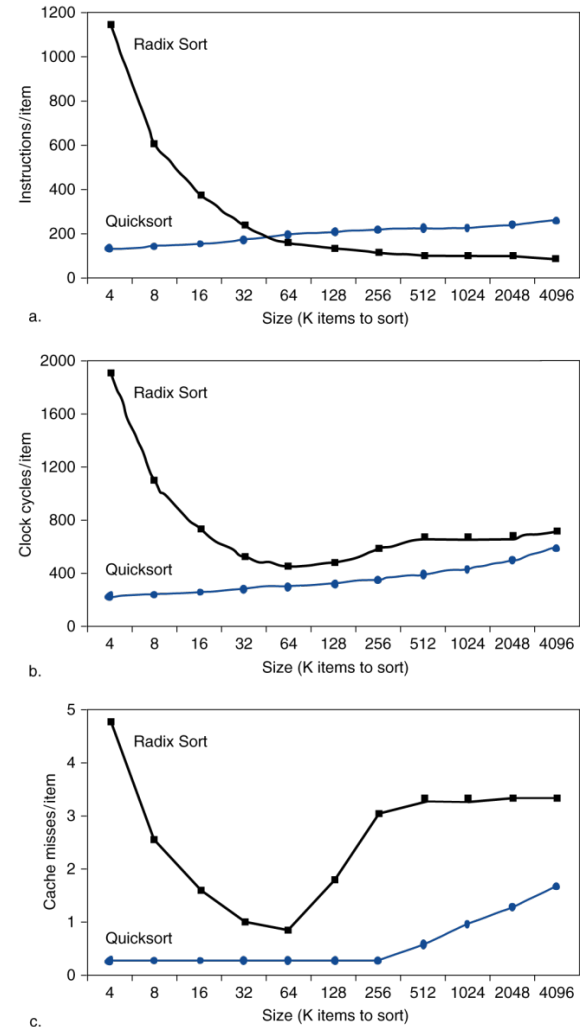 1200
1000
800
600
400
200
0
Instructions/item
Radix Sort
Quicksort
4 8 16 32 64 128 256 512 1024 2048 4096
Size (K items to sort)
a.
2000
1600
1200
800
400
0
Clock cycles/item
Radix Sort
Quicksort
4 8 16 32 64 128 256 512 1024 2048 4096
Size (K items to sort)
b.
5
4
3
2
1
0
Cache misses/item
Radix Sort
Quicksort
4 8 16 32 64 128 256 512 1024 2048 4096
Size (K items to sort)
c.